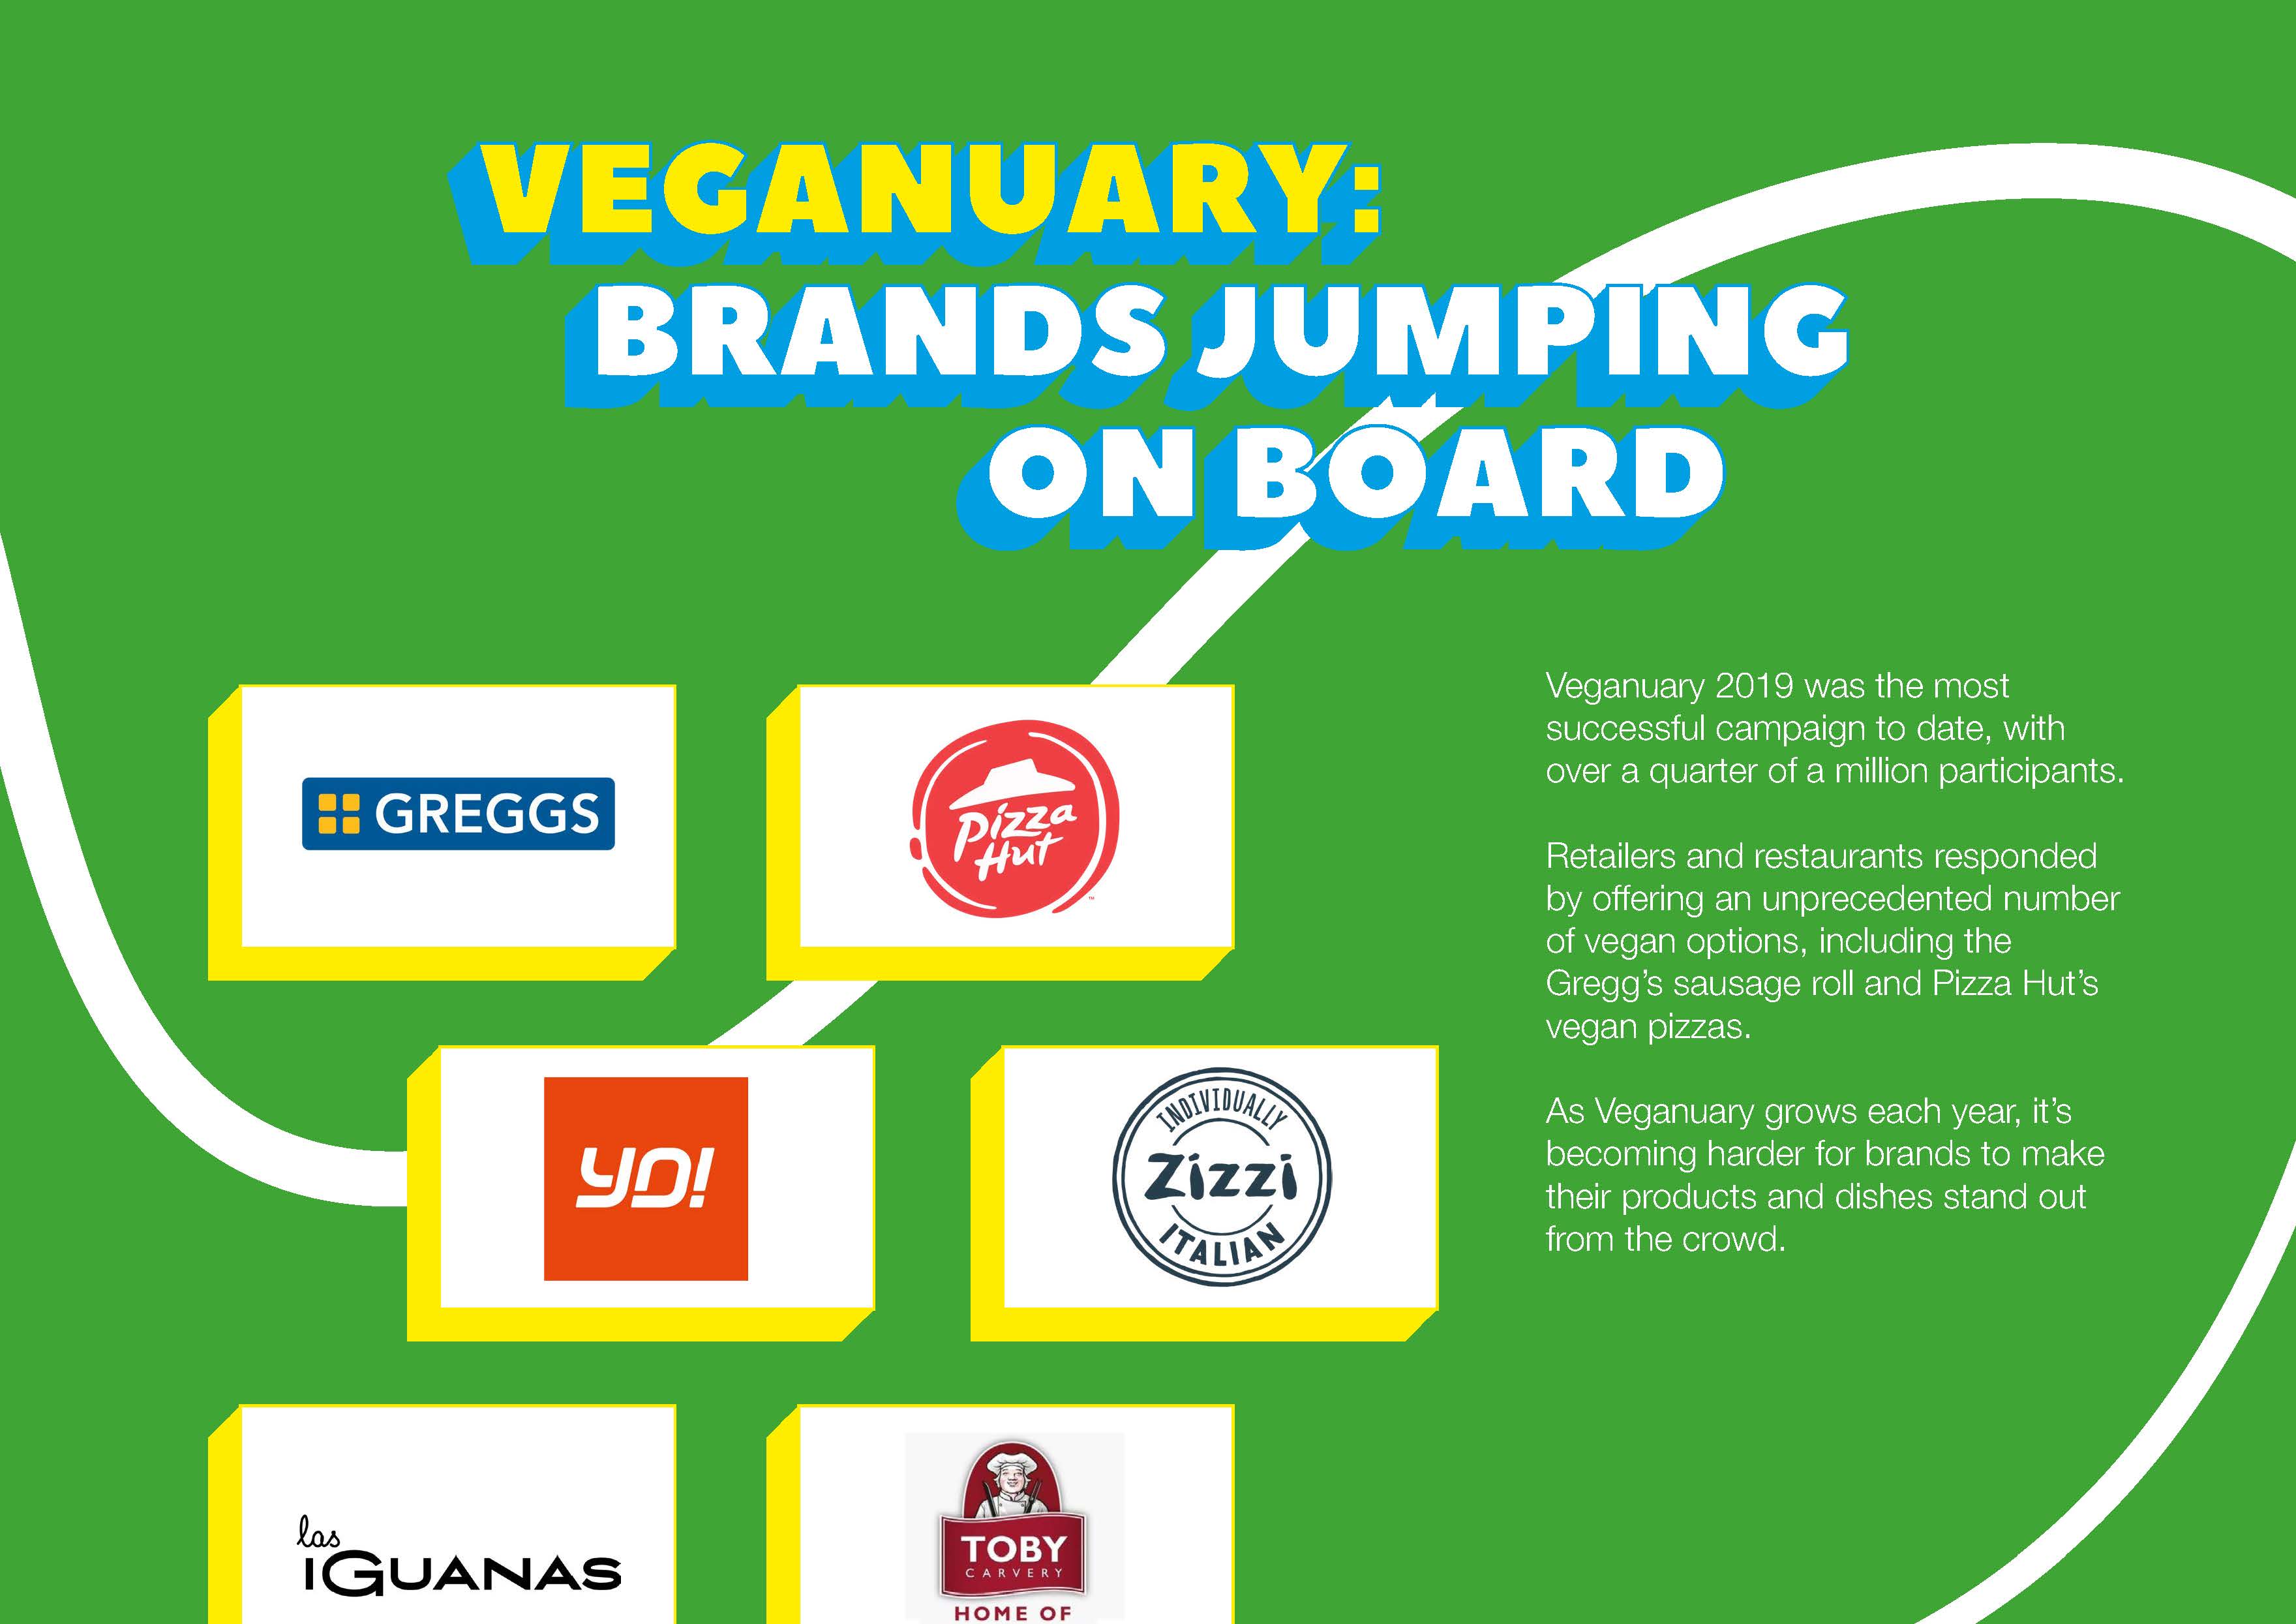 VEGANUARY:
BRANDS JUMPING
ON BOARD
GREGGS
Pizza
Hut
™
YO!
INDIVIDUALLY
Zizzi
ITALIAN
las
IGUANAS
TOBY
CARVERY
HOME OF
Veganuary 2019 was the most
successful campaign to date, with
over a quarter of a million participants.
Retailers and restaurants responded
by offering an unprecedented number
of vegan options, including the
Gregg's sausage roll and Pizza Hut's
vegan pizzas.
As Veganuary grows each year, it's
becoming harder for brands to make
their products and dishes stand out
from the crowd.